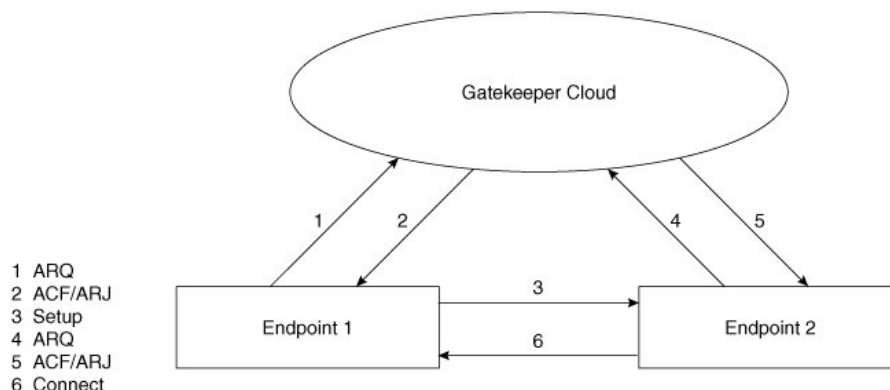 Gatekeeper Cloud
1
2
4
5
1 ARQ
2 ACF/ARJ
3 Setup
4 ARQ
5 ACF/ARJ
6 Connect
Endpoint 1
3
6
Endpoint 2